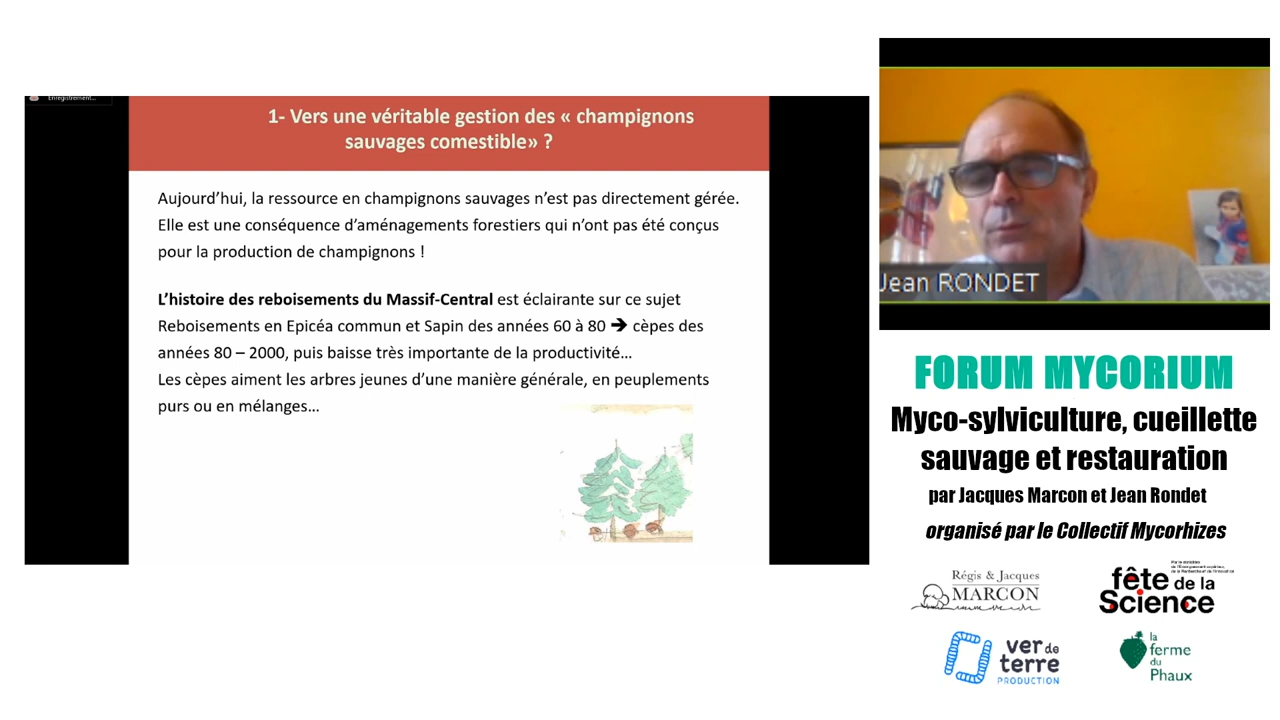 Enregistrement...
1- Vers une véritable gestion des « champignons
sauvages comestible» ?
Aujourd’hui, la ressource en champignons sauvages n’est pas directement gérée.
Elle est une conséquence d’aménagements forestiers qui n’ont pas été conçus
pour la production de champignons !
L’histoire des reboisements du Massif-Central est éclairante sur ce sujet
Reboisements en Epicéa commun et Sapin des années 60 à 80 ➔ cèpes des
années 80 – 2000, puis baisse très importante de la productivité...
Les cèpes aiment les arbres jeunes d’une manière générale, en peuplements
purs ou en mélanges...
Jean RONDET
FORUM MYCORIUM
Myco-sylviculture, cueillette
sauvage et restauration
par Jacques Marcon et Jean Rondet
organisé par le Collectif Mycorhizes
Régis & Jacques
MARCON
fête de la
Science
ver de
terre
PRODUCTION
la
ferme
du
Phaux